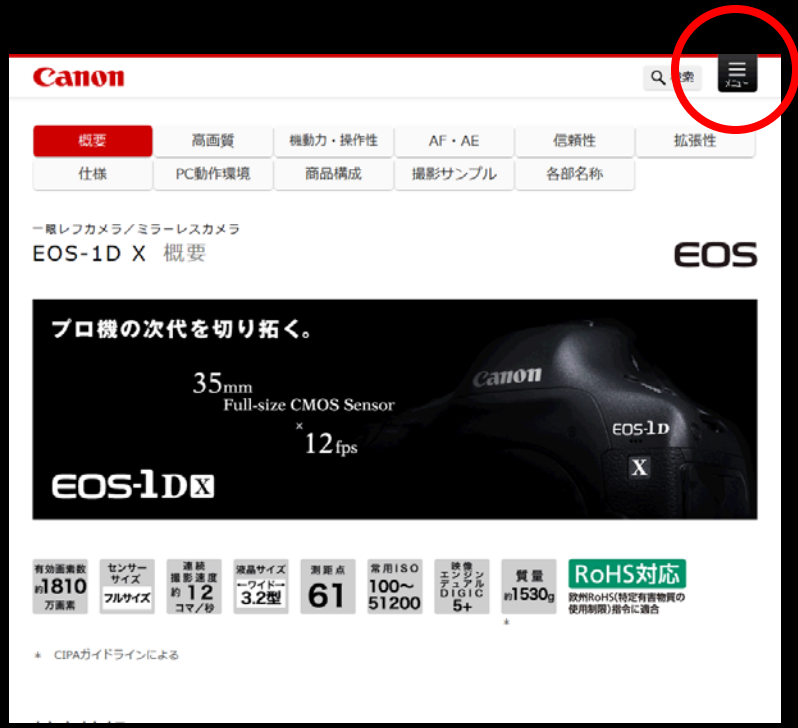 Canon
検索
メニュー
概要
高画質
機動力・操作性
AF・AE
信頼性
拡張性
仕様
PC動作環境
商品構成
撮影サンプル
各部名称
一眼レフカメラ／ミラーレスカメラ
EOS-1D X 概要
EOS
プロ機の次代を切り拓く。
35mm
Full-size CMOS Sensor
×
12fps
EOS-1D X
Canon
EOS-1D
X
有効画素数
約1810
万画素
センサー
サイズ
フルサイズ
連続
撮影速度
約12
コマ／秒
液晶サイズ
←ワイド→
3.2型
測距点
61
常用ISO
100～
51200
映像
エンジン
デュアル
DIGIC
5+
質量
約1530g
*
RoHS対応
欧州RoHS(特定有害物質の
使用制限)指令に適合
* CIPAガイドラインによる